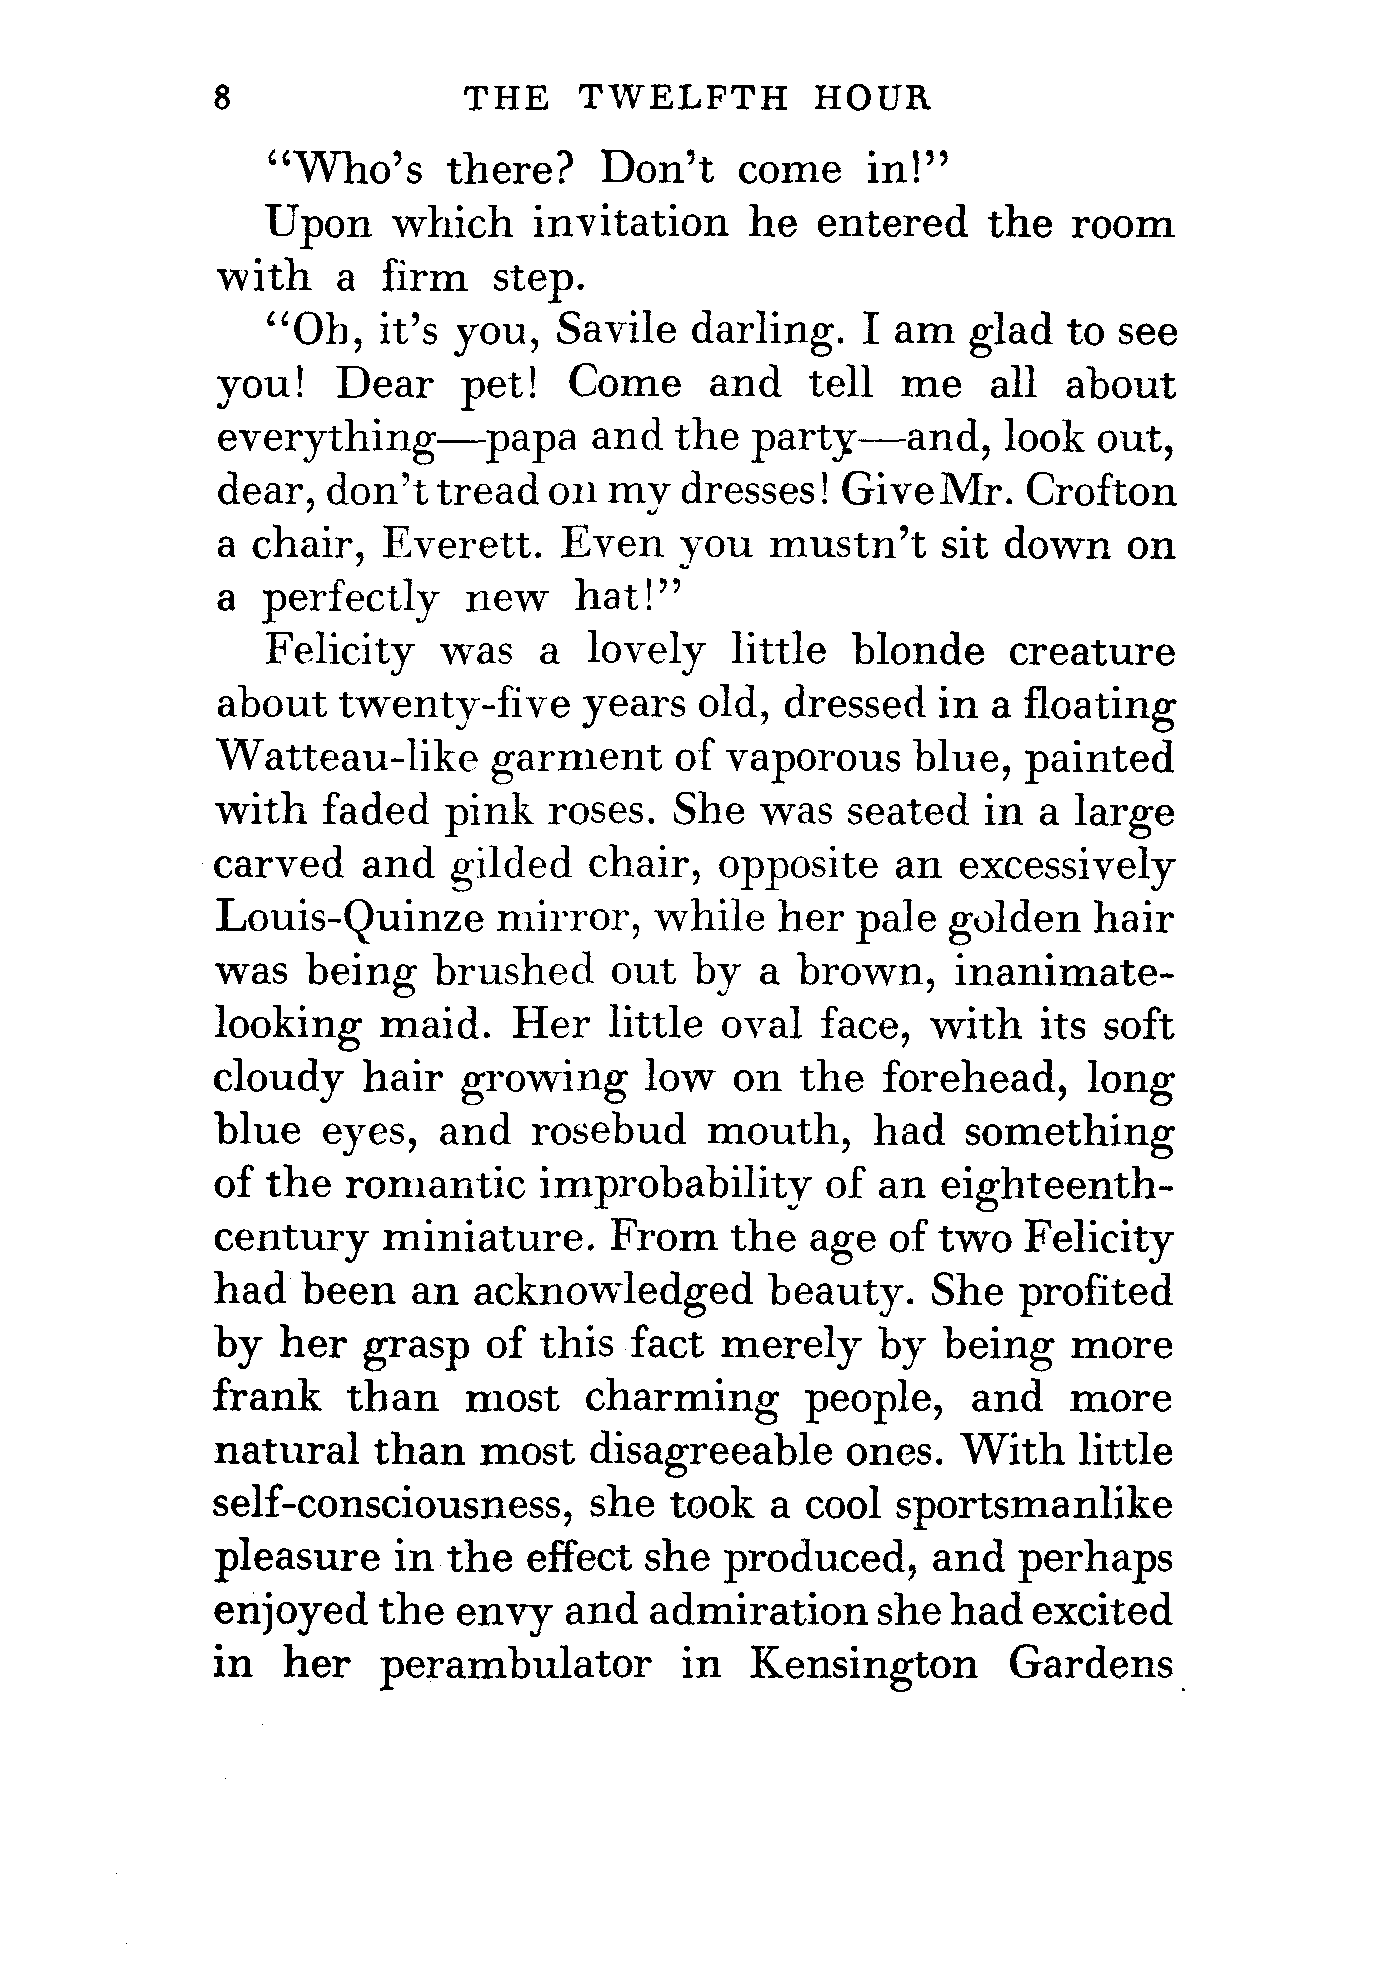 8 THE TWELFTH HOUR
“Who’s there? Don’t come in!”
Upon which invitation he entered the room
with a firm step.
“Oh, it’s you, Savile darling. I am glad to see
you! Dear pet! Come and tell me all about
everything—papa and the party—and, look out,
dear, don’t tread on my dresses! Give Mr. Crofton
a chair, Everett. Even you mustn’t sit down on
a perfectly new hat!”
Felicity was a lovely little blonde creature
about twenty-five years old, dressed in a floating
Watteau-like garment of vaporous blue, painted
with faded pink roses. She was seated in a large
carved and gilded chair, opposite an excessively
Louis-Quinze mirror, while her pale golden hair
was being brushed out by a brown, inanimate-
looking maid. Her little oval face, with its soft
cloudy hair growing low on the forehead, long
blue eyes, and rosebud mouth, had something
of the romantic improbability of an eighteenth-
century miniature. From the age of two Felicity
had been an acknowledged beauty. She profited
by her grasp of this fact merely by being more
frank than most charming people, and more
natural than most disagreeable ones. With little
self-consciousness, she took a cool sportsmanlike
pleasure in the effect she produced, and perhaps
enjoyed the envy and admiration she had excited
in her perambulator in Kensington Gardens